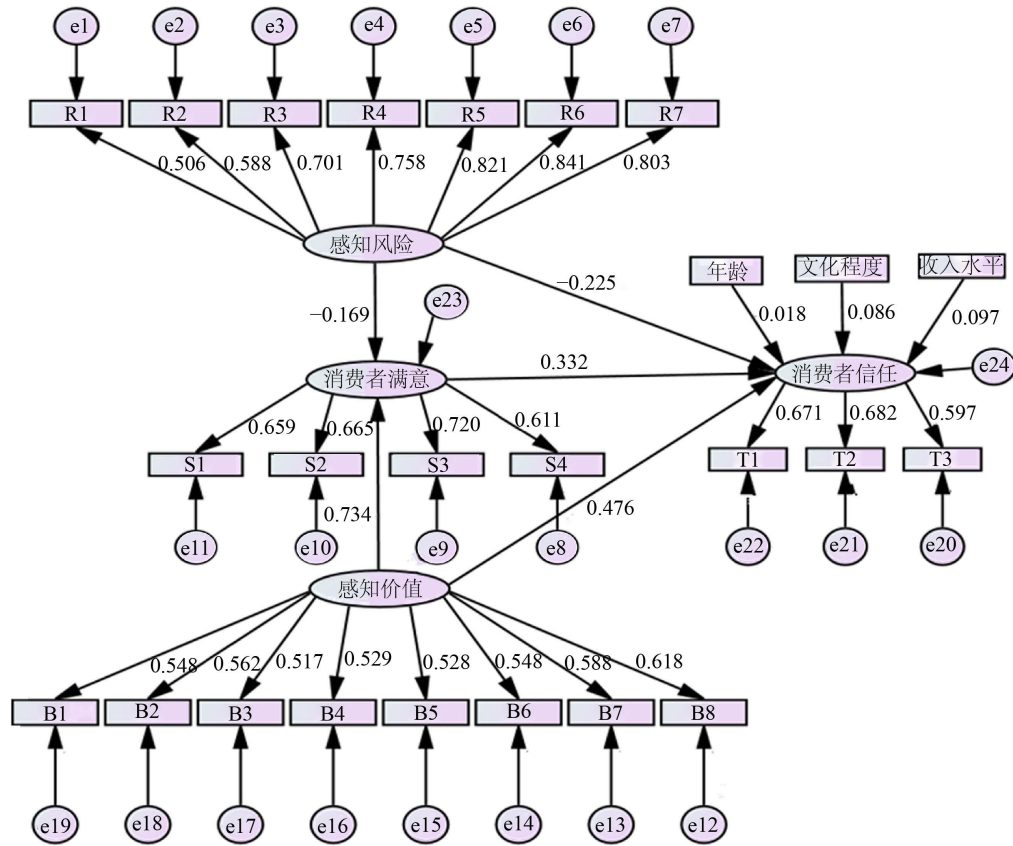 e1 e2 e3 e4 e5 e6 e7
R1 R2 R3 R4 R5 R6 R7
0.506 0.588 0.701 0.758 0.821 0.841 0.803
感知风险
年龄 文化程度 收入水平
−0.225
−0.169 e23
0.018 0.086 0.097
消费者满意 0.332 消费者信任 e24
0.659 0.665 0.720 0.611
0.671 0.682 0.597
S1 S2 S3 S4
T1 T2 T3
0.734 0.476
e11 e10 e9 e8
e22 e21 e20
感知价值
0.548 0.562 0.517 0.529 0.528 0.548 0.588 0.618
B1 B2 B3 B4 B5 B6 B7 B8
e19 e18 e17 e16 e15 e14 e13 e12